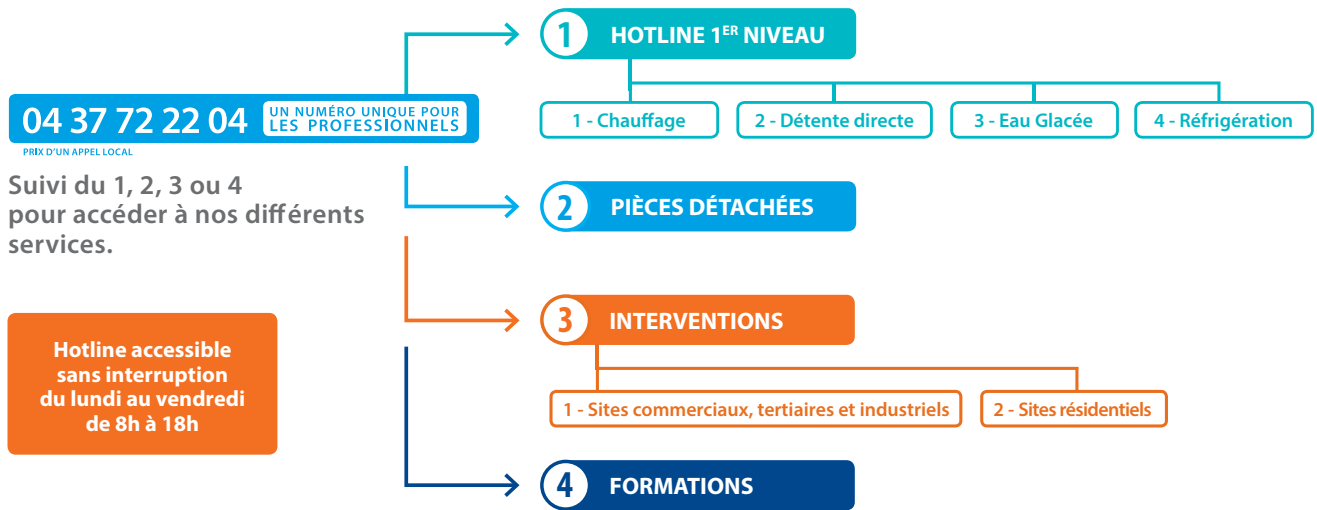 04 37 72 22 04
UN NUMÉRO UNIQUE POUR
LES PROFESSIONNELS
PRIX D'UN APPEL LOCAL
Suivi du 1, 2, 3 ou 4
pour accéder à nos différents
services.
Hotline accessible
sans interruption
du lundi au vendredi
de 8h à 18h
1 HOTLINE 1ER NIVEAU
1 - Chauffage
2 - Détente directe
3 - Eau Glacée
4 - Réfrigération
2 PIÈCES DÉTACHÉES
3 INTERVENTIONS
1 - Sites commerciaux, tertiaires et industriels
2 - Sites résidentiels
4 FORMATIONS